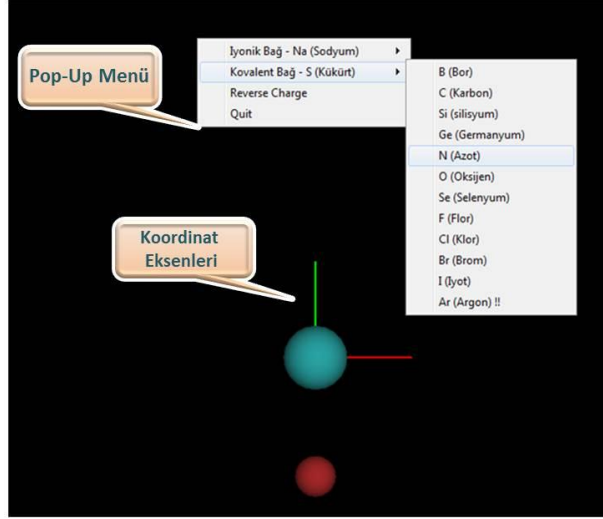 Pop-Up Menü
Iyonik Bağ - Na (Sodyum)
Kovalent Bağ - S (Kükürt)
Reverse Charge
Quit
B (Bor)
C (Karbon)
Si (silisyum)
Ge (Germanyum)
N (Azot)
O (Oksijen)
Se (Selenyum)
F (Flor)
Cl (Klor)
Br (Brom)
I (İyot)
Ar (Argon) !!
Koordinat
Eksenleri